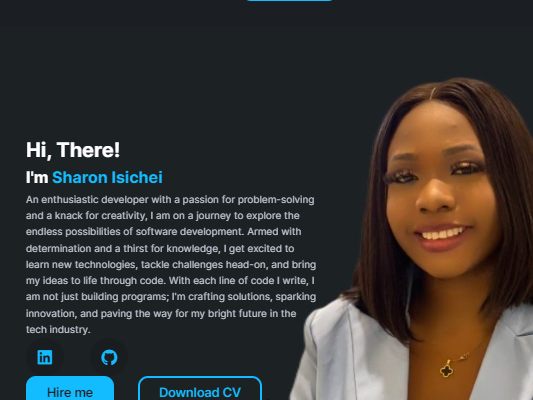 Hi, There!
I'm Sharon Isichei
An enthusiastic developer with a passion for problem-solving
and a knack for creativity, I am on a journey to explore the
endless possibilities of software development. Armed with
determination and a thirst for knowledge, I get excited to
learn new technologies, tackle challenges head-on, and bring
my ideas to life through code. With each line of code I write, I
am not just building programs; I'm crafting solutions, sparking
innovation, and paving the way for my bright future in the
tech industry.
in
Hire me
Download CV